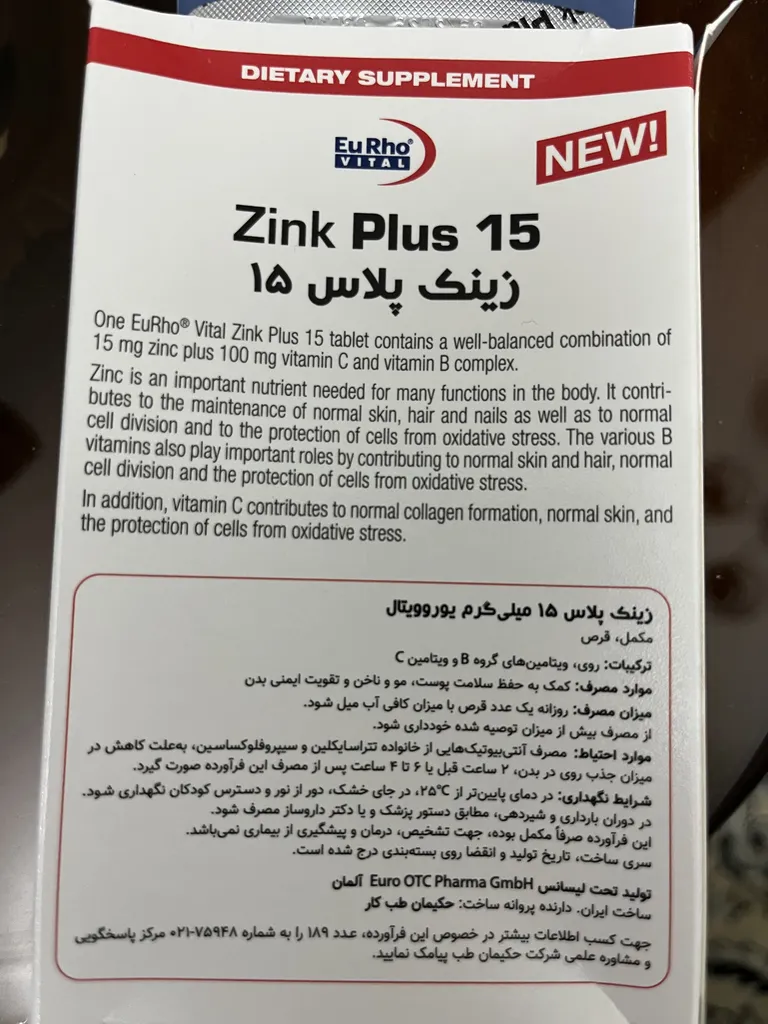 DIETARY SUPPLEMENT
EuRho®
VITAL
NEW!
Zink Plus 15
زینک پلاس ۱۵
One EuRho® Vital Zink Plus 15 tablet contains a well-balanced combination of
15 mg zinc plus 100 mg vitamin C and vitamin B complex.
Zinc is an important nutrient needed for many functions in the body. It contri-
butes to the maintenance of normal skin, hair and nails as well as to normal
cell division and to the protection of cells from oxidative stress. The various B
vitamins also play important roles by contributing to normal skin and hair, normal
cell division and the protection of cells from oxidative stress.
In addition, vitamin C contributes to normal collagen formation, normal skin, and
the protection of cells from oxidative stress.
زینک پلاس ۱۵ میلی‌گرم یوروویتال
مکمل، قرص
ترکیبات: روی، ویتامین‌های گروه B و ویتامین C
موارد مصرف: کمک به حفظ سلامت پوست، مو و ناخن و تقویت ایمنی بدن
میزان مصرف: روزانه یک عدد قرص با میزان کافی آب میل شود.
از مصرف بیش از میزان توصیه شده خودداری شود.
موارد احتیاط: مصرف آنتی‌بیوتیک‌هایی از خانواده تتراسایکلین و سیپروفلوکساسین، به‌علت کاهش در
میزان جذب روی در بدن، ۲ ساعت قبل یا ۶ تا ۴ ساعت پس از مصرف این فرآورده صورت گیرد.
شرایط نگهداری: در دمای پایین‌تر از ۲۵°C، در جای خشک، دور از نور و دسترس کودکان نگهداری شود.
در دوران بارداری و شیردهی، مطابق دستور پزشک و یا دکتر داروساز مصرف شود.
این فرآورده صرفاً مکمل بوده، جهت تشخیص، درمان و پیشگیری از بیماری نمی‌باشد.
سری ساخت، تاریخ تولید و انقضا روی بسته‌بندی درج شده است.
تولید تحت لیسانس Euro OTC Pharma GmbH آلمان
ساخت ایران. دارنده پروانه ساخت: حکیمان طب کار
جهت کسب اطلاعات بیشتر در خصوص این فرآورده، عدد ۱۸۹ را به شماره ۷۵۹۴۸-۰۲۱ مرکز پاسخگویی
و مشاوره علمی شرکت حکیمان طب پیامک نمایید.